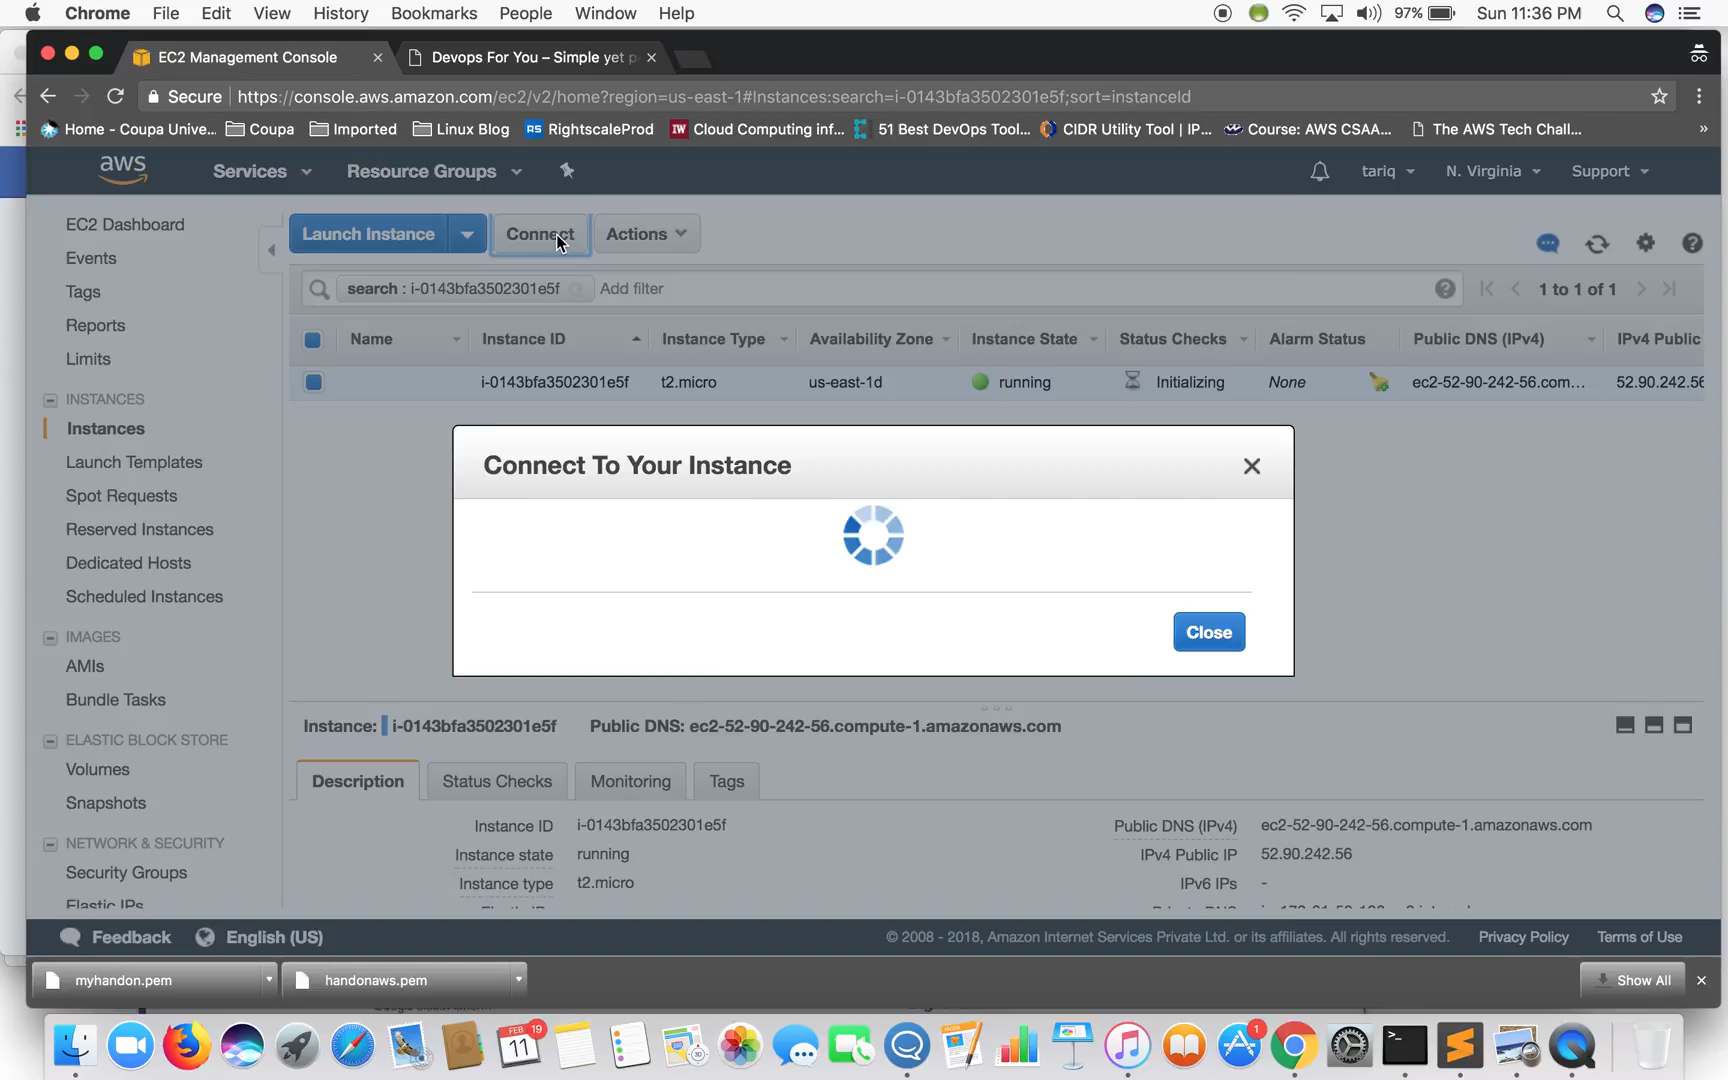 Chrome File Edit View History Bookmarks People Window Help 97% Sun 11:36 PM
EC2 Management Console Devops For You – Simple yet p
Secure https://console.aws.amazon.com/ec2/v2/home?region=us-east-1#Instances:search=i-0143bfa3502301e5f;sort=instanceId
Home - Coupa Unive... Coupa Imported Linux Blog RS RightscaleProd IW Cloud Computing inf... 51 Best DevOps Tool... CIDR Utility Tool | IP... Course: AWS CSAA... The AWS Tech Chall... »
aws Services Resource Groups tariq N. Virginia Support
EC2 Dashboard
Events
Tags
Reports
Limits
INSTANCES
Instances
Launch Templates
Spot Requests
Reserved Instances
Dedicated Hosts
Scheduled Instances
IMAGES
AMIs
Bundle Tasks
ELASTIC BLOCK STORE
Volumes
Snapshots
NETWORK & SECURITY
Security Groups
Elastic IPs
Launch Instance Connect Actions
search : i-0143bfa3502301e5f Add filter 1 to 1 of 1
Name Instance ID Instance Type Availability Zone Instance State Status Checks Alarm Status Public DNS (IPv4) IPv4 Public
i-0143bfa3502301e5f t2.micro us-east-1d running Initializing None ec2-52-90-242-56.com... 52.90.242.56
Connect To Your Instance
Close
Instance: i-0143bfa3502301e5f Public DNS: ec2-52-90-242-56.compute-1.amazonaws.com
Description Status Checks Monitoring Tags
Instance ID i-0143bfa3502301e5f Public DNS (IPv4) ec2-52-90-242-56.compute-1.amazonaws.com
Instance state running IPv4 Public IP 52.90.242.56
Instance type t2.micro IPv6 IPs -
Feedback English (US) © 2008 - 2018, Amazon Internet Services Private Ltd. or its affiliates. All rights reserved. Privacy Policy Terms of Use
myhandon.pem handonaws.pem Show All
FEB 19
11
1